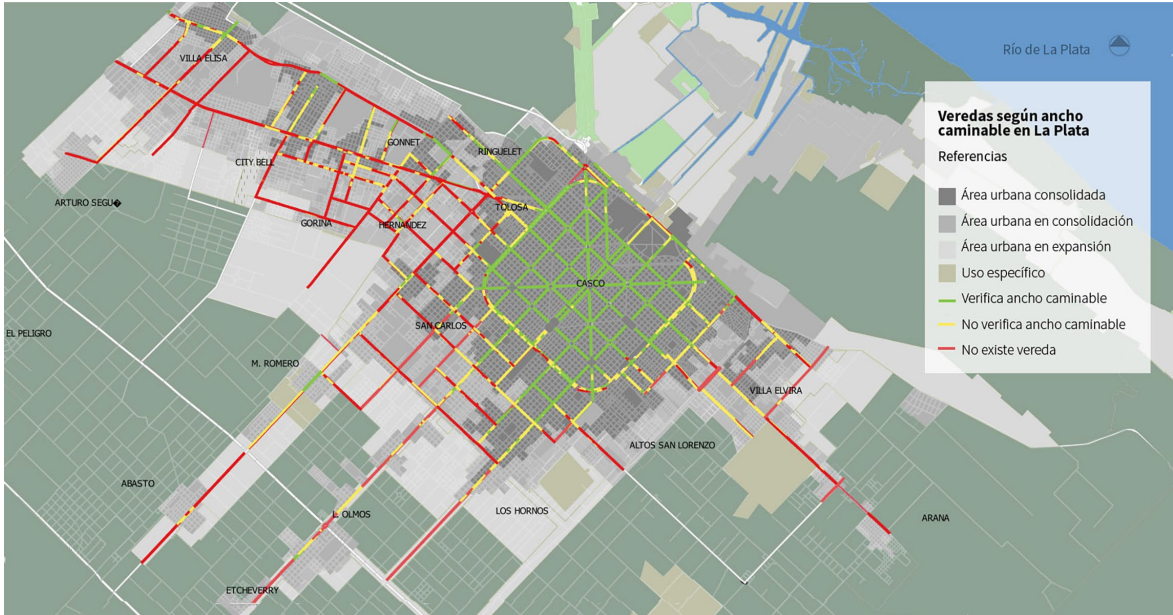 Río de La Plata
Veredas según ancho
caminable en La Plata
Referencias
Área urbana consolidada
Área urbana en consolidación
Área urbana en expansión
Uso específico
Verifica ancho caminable
No verifica ancho caminable
No existe vereda
VILLA ELISA
GONNET
RINGUELET
CITY BELL
ARTURO SEGU�
TOLOSA
GORINA
HERNANDEZ
CASCO
SAN CARLOS
EL PELIGRO
M. ROMERO
VILLA ELVIRA
ALTOS SAN LORENZO
ABASTO
LOS HORNOS
OLMOS
ARANA
ETCHEVERRY